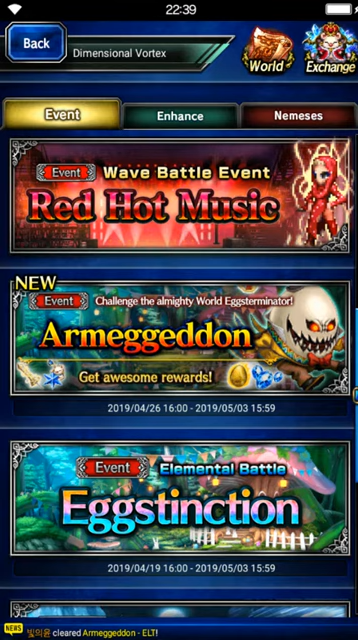 22:39
Back
Dimensional Vortex
World
Exchange
Event
Enhance
Nemeses
Event
Wave Battle Event
Red Hot Music
NEW
Event
Challenge the almighty World Eggsterminator!
Armeggeddon
Get awesome rewards!
2019/04/26 16:00 - 2019/05/03 15:59
Event
Elemental Battle
Eggstinction
2019/04/19 16:00 - 2019/05/03 15:59
NEWS
빛의윤 cleared Armeggeddon - ELT!